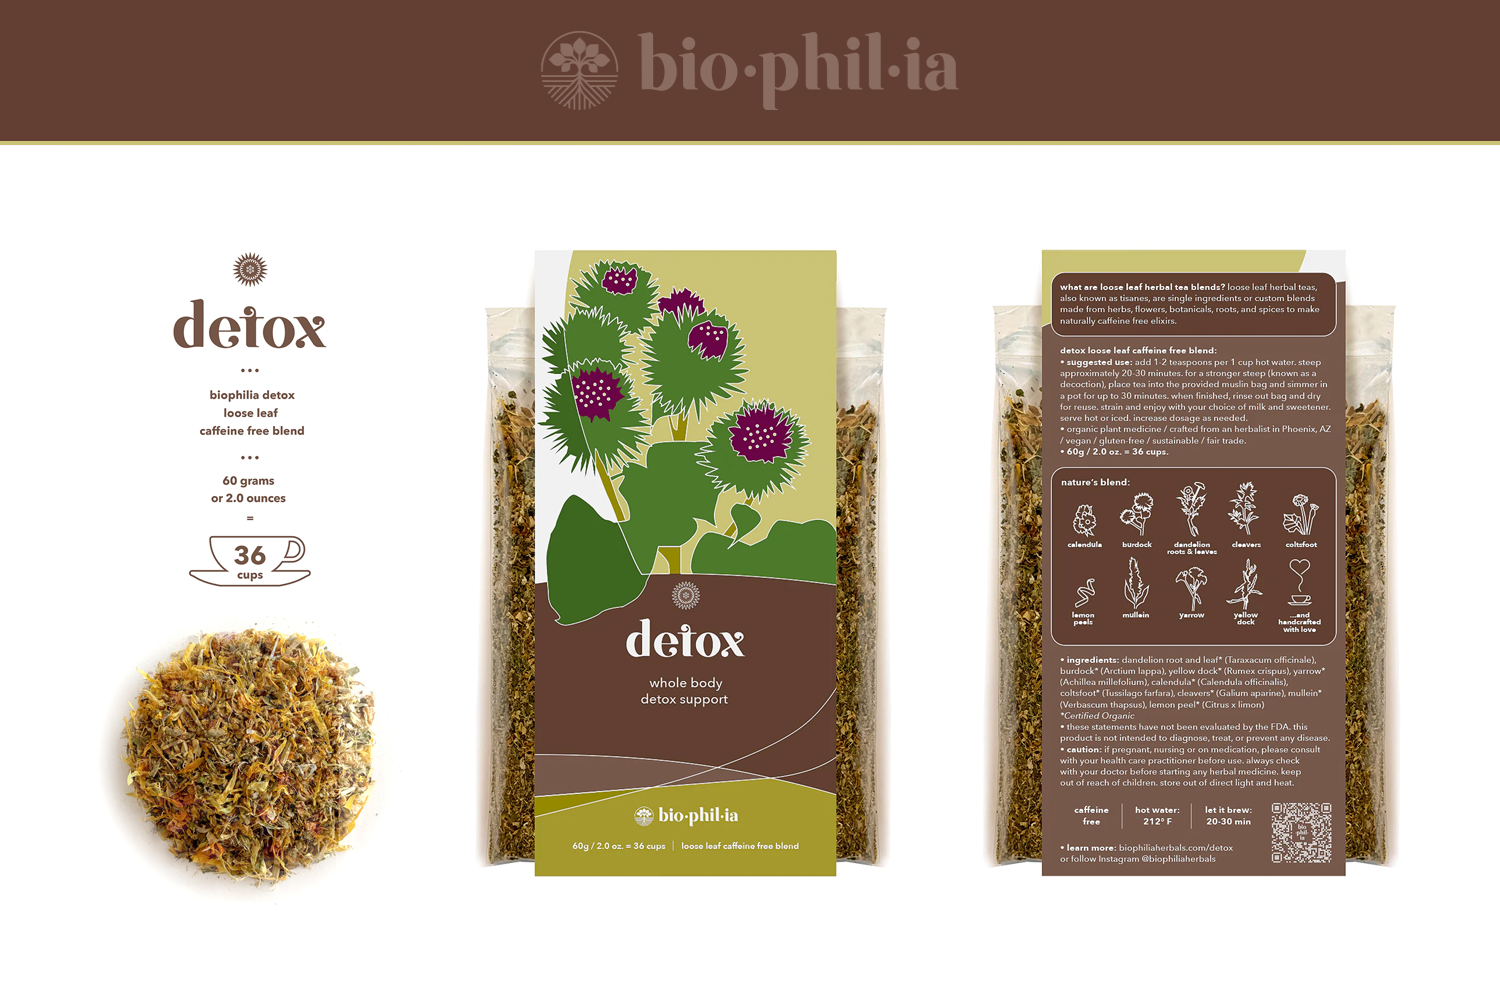 bio•phil•ia
detox
•••
biophilia detox
loose leaf
caffeine free blend
•••
60 grams
or 2.0 ounces
=
36
cups
detox
whole body
detox support
bio•phil•ia
60g / 2.0 oz. = 36 cups | loose leaf caffeine free blend
what are loose leaf herbal tea blends? loose leaf herbal teas,
also known as tisanes, are single ingredients or custom blends
made from herbs, flowers, botanicals, roots, and spices to make
naturally caffeine free elixirs.
detox loose leaf caffeine free blend:
• suggested use: add 1-2 teaspoons per 1 cup hot water. steep
approximately 20-30 minutes. for a stronger steep (known as a
decoction), place tea into the provided muslin bag and simmer in
a pot for up to 30 minutes. when finished, rinse out bag and dry
for reuse. strain and enjoy with your choice of milk and sweetener.
serve hot or iced. increase dosage as needed.
• organic plant medicine / crafted from an herbalist in Phoenix, AZ
/ vegan / gluten-free / sustainable / fair trade.
• 60g / 2.0 oz. = 36 cups.
nature's blend:
calendula burdock dandelion roots & leaves cleavers coltsfoot
lemon peels mullein yarrow yellow dock ...and handcrafted with love
• ingredients: dandelion root and leaf* (Taraxacum officinale),
burdock* (Arctium lappa), yellow dock* (Rumex crispus), yarrow*
(Achillea millefolium), calendula* (Calendula officinalis),
coltsfoot* (Tussilago farfara), cleavers* (Galium aparine), mullein*
(Verbascum thapsus), lemon peel* (Citrus x limon)
*Certified Organic
• these statements have not been evaluated by the FDA. this
product is not intended to diagnose, treat, or prevent any disease.
• caution: if pregnant, nursing or on medication, please consult
with your health care practitioner before use. always check
with your doctor before starting any herbal medicine. keep
out of reach of children. store out of direct light and heat.
caffeine free | hot water: 212° F | let it brew: 20-30 min
bio
phil
ia
• learn more: biophiliaherbals.com/detox
or follow Instagram @biophiliaherbals